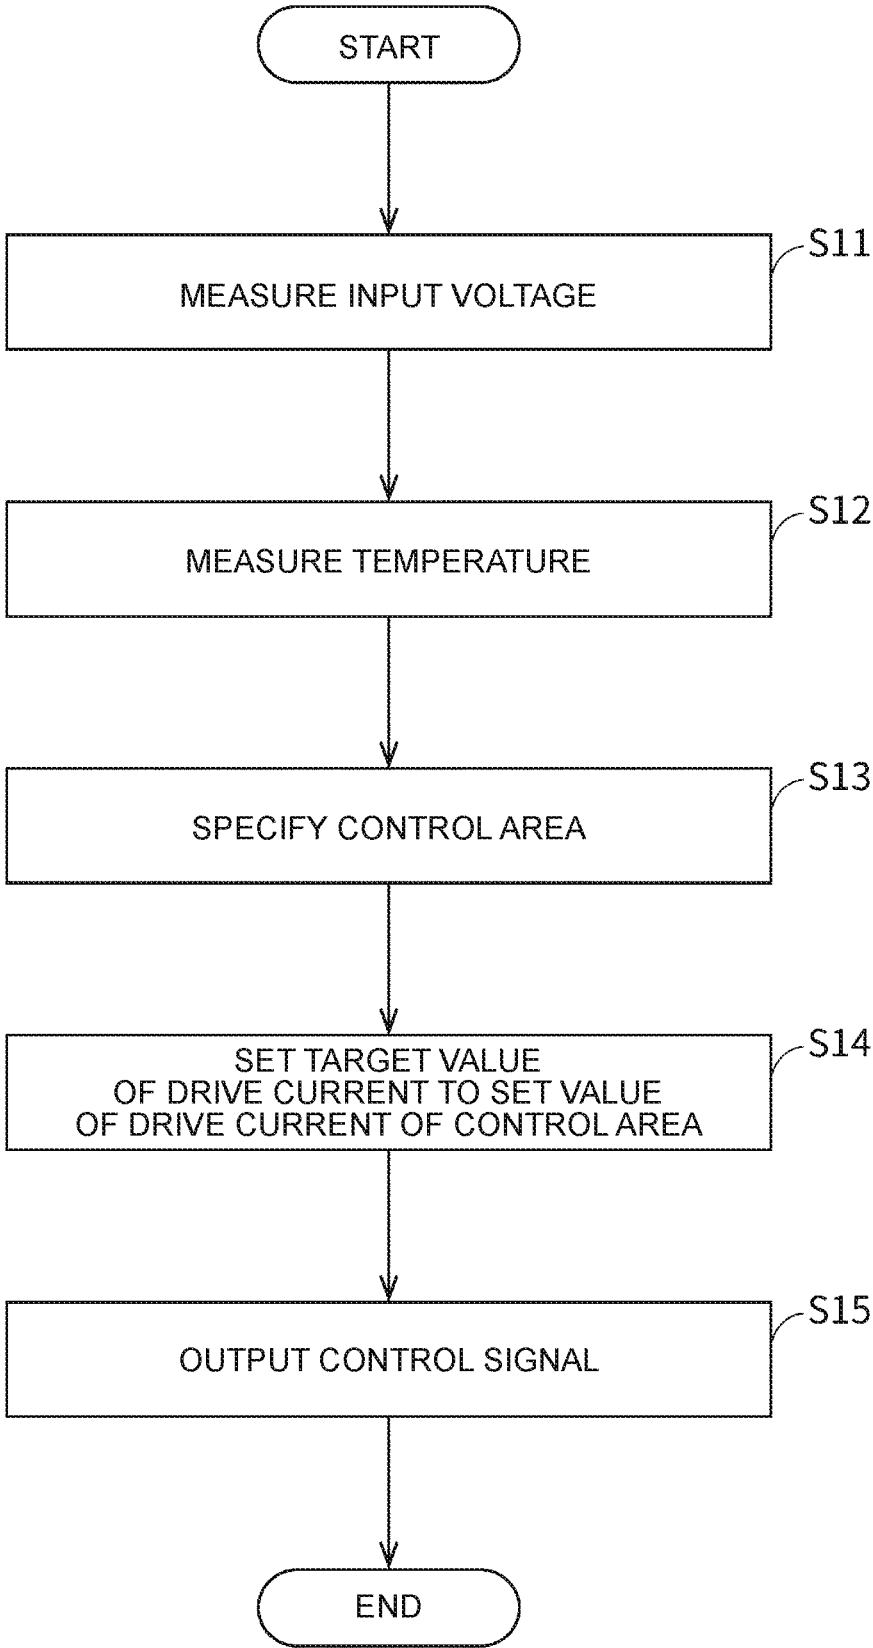 START
S11
MEASURE INPUT VOLTAGE
S12
MEASURE TEMPERATURE
S13
SPECIFY CONTROL AREA
S14
SET TARGET VALUE
OF DRIVE CURRENT TO SET VALUE
OF DRIVE CURRENT OF CONTROL AREA
S15
OUTPUT CONTROL SIGNAL
END